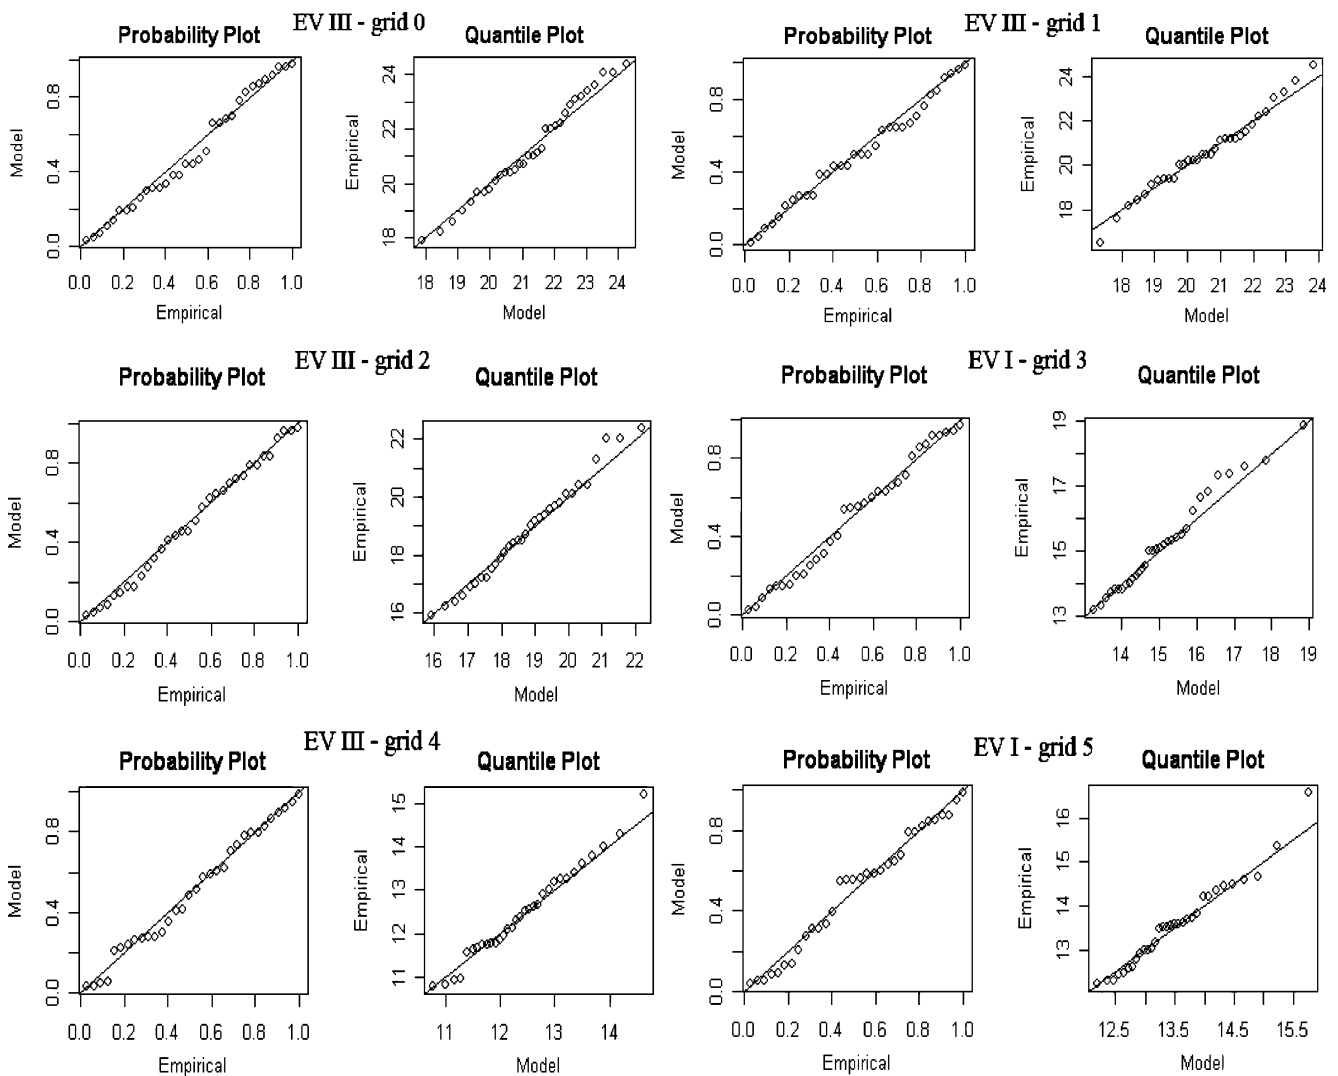 EV III - grid 0
Probability Plot
Quantile Plot
Model
0.0 0.4 0.8
0.0 0.2 0.4 0.6 0.8 1.0
Empirical
Empirical
18 20 22 24
18 19 20 21 22 23 24
Model
EV III - grid 1
Probability Plot
Quantile Plot
Model
0.0 0.4 0.8
0.0 0.2 0.4 0.6 0.8 1.0
Empirical
Empirical
18 20 22 24
18 19 20 21 22 23 24
Model
EV III - grid 2
Probability Plot
Quantile Plot
Model
0.0 0.4 0.8
0.0 0.2 0.4 0.6 0.8 1.0
Empirical
Empirical
16 18 20 22
16 17 18 19 20 21 22
Model
EV I - grid 3
Probability Plot
Quantile Plot
Model
0.0 0.4 0.8
0.0 0.2 0.4 0.6 0.8 1.0
Empirical
Empirical
13 15 17 19
14 15 16 17 18 19
Model
EV III - grid 4
Probability Plot
Quantile Plot
Model
0.0 0.4 0.8
0.0 0.2 0.4 0.6 0.8 1.0
Empirical
Empirical
11 12 13 14 15
11 12 13 14
Model
EV I - grid 5
Probability Plot
Quantile Plot
Model
0.0 0.4 0.8
0.0 0.2 0.4 0.6 0.8 1.0
Empirical
Empirical
13 14 15 16
12.5 13.5 14.5 15.5
Model